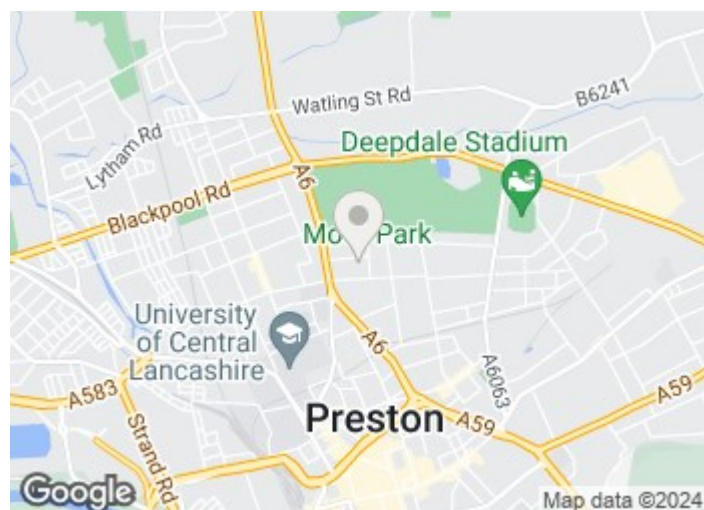 Watling St Rd
B6241
Lytham Rd
Deepdale Stadium
A6
Blackpool Rd
Park
University
of Central
Lancashire
A6
A6063
A583
Strand Rd
Preston
A59
A59
Google
Map data ©2024